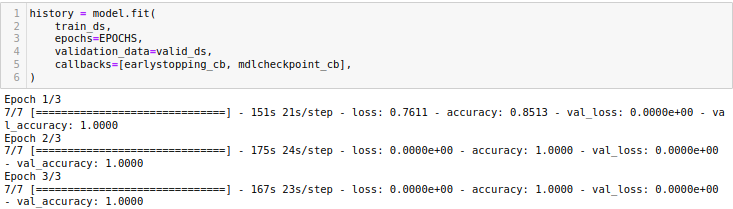 1 history = model.fit(
2     train_ds,
3     epochs=EPOCHS,
4     validation_data=valid_ds,
5     callbacks=[earlystopping_cb, mdlcheckpoint_cb],
6 )
Epoch 1/3
7/7 [==============================] - 151s 21s/step - loss: 0.7611 - accuracy: 0.8513 - val_loss: 0.0000e+00 - va
l_accuracy: 1.0000
Epoch 2/3
7/7 [==============================] - 175s 24s/step - loss: 0.0000e+00 - accuracy: 1.0000 - val_loss: 0.0000e+00
- val_accuracy: 1.0000
Epoch 3/3
7/7 [==============================] - 167s 23s/step - loss: 0.0000e+00 - accuracy: 1.0000 - val_loss: 0.0000e+00
- val_accuracy: 1.0000